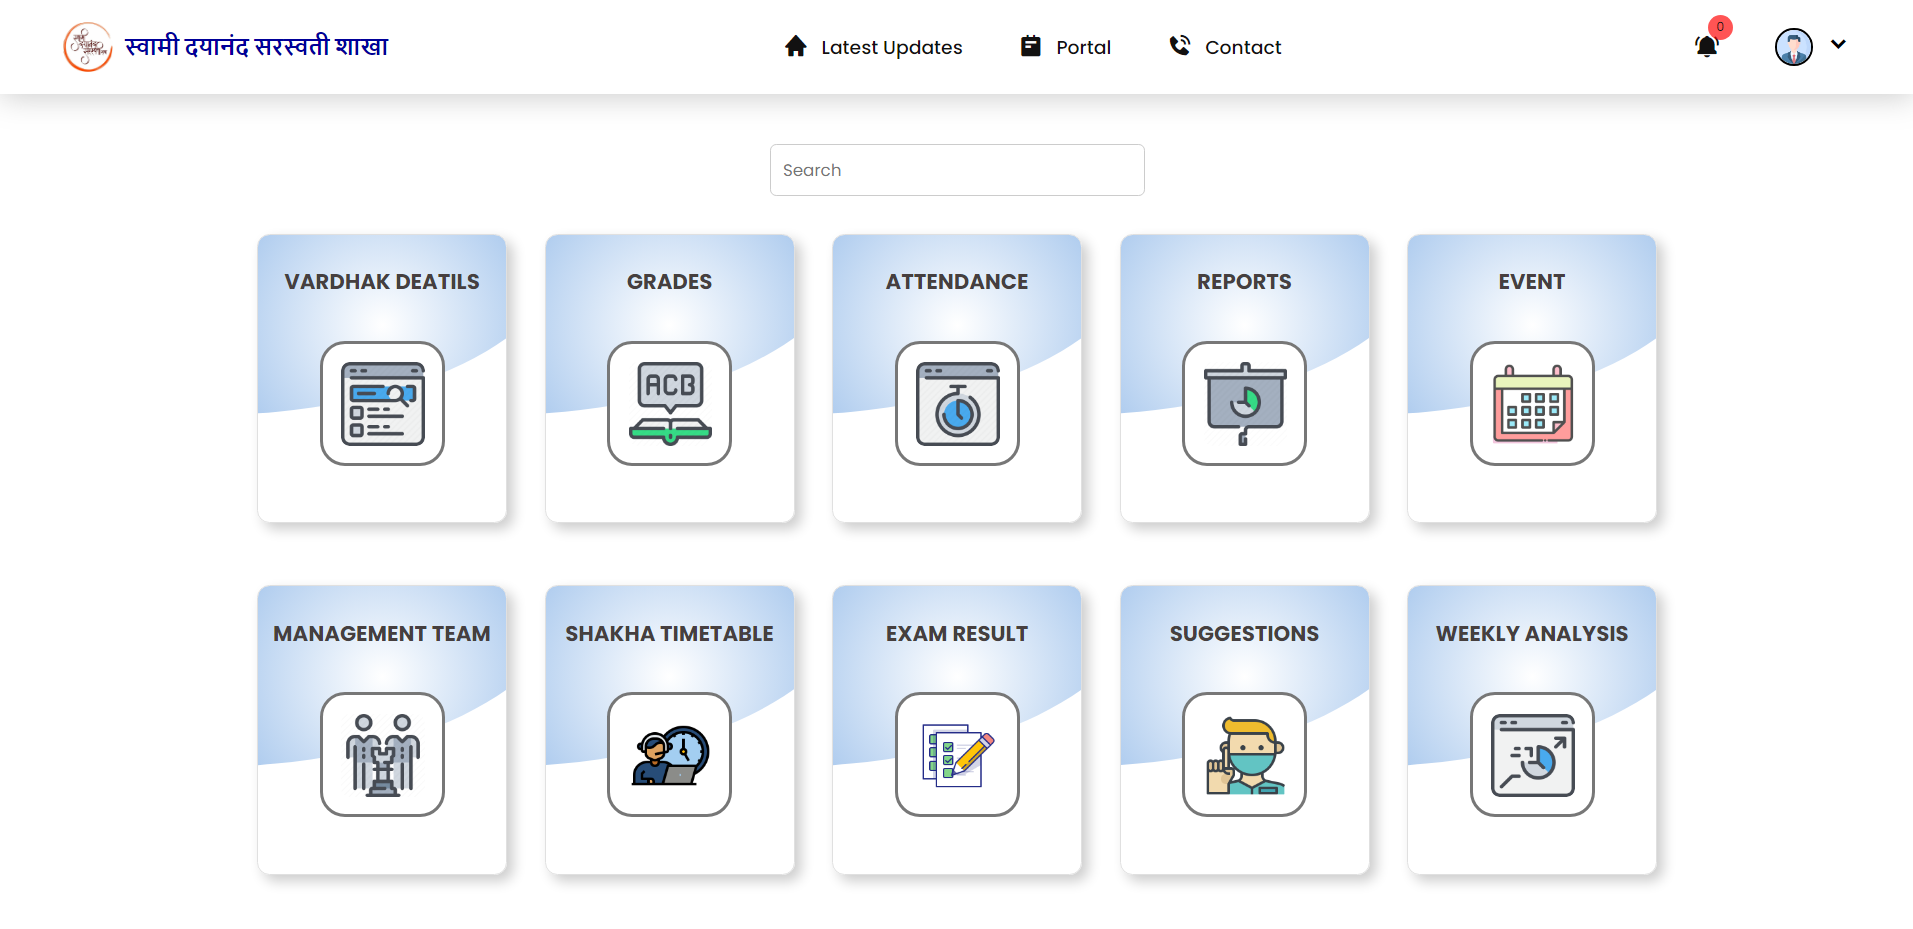 स्वामी दयानंद सरस्वती शाखा
Latest Updates
Portal
Contact
0
Search
VARDHAK DEATILS
GRADES
ATTENDANCE
REPORTS
EVENT
ACB
MANAGEMENT TEAM
SHAKHA TIMETABLE
EXAM RESULT
SUGGESTIONS
WEEKLY ANALYSIS